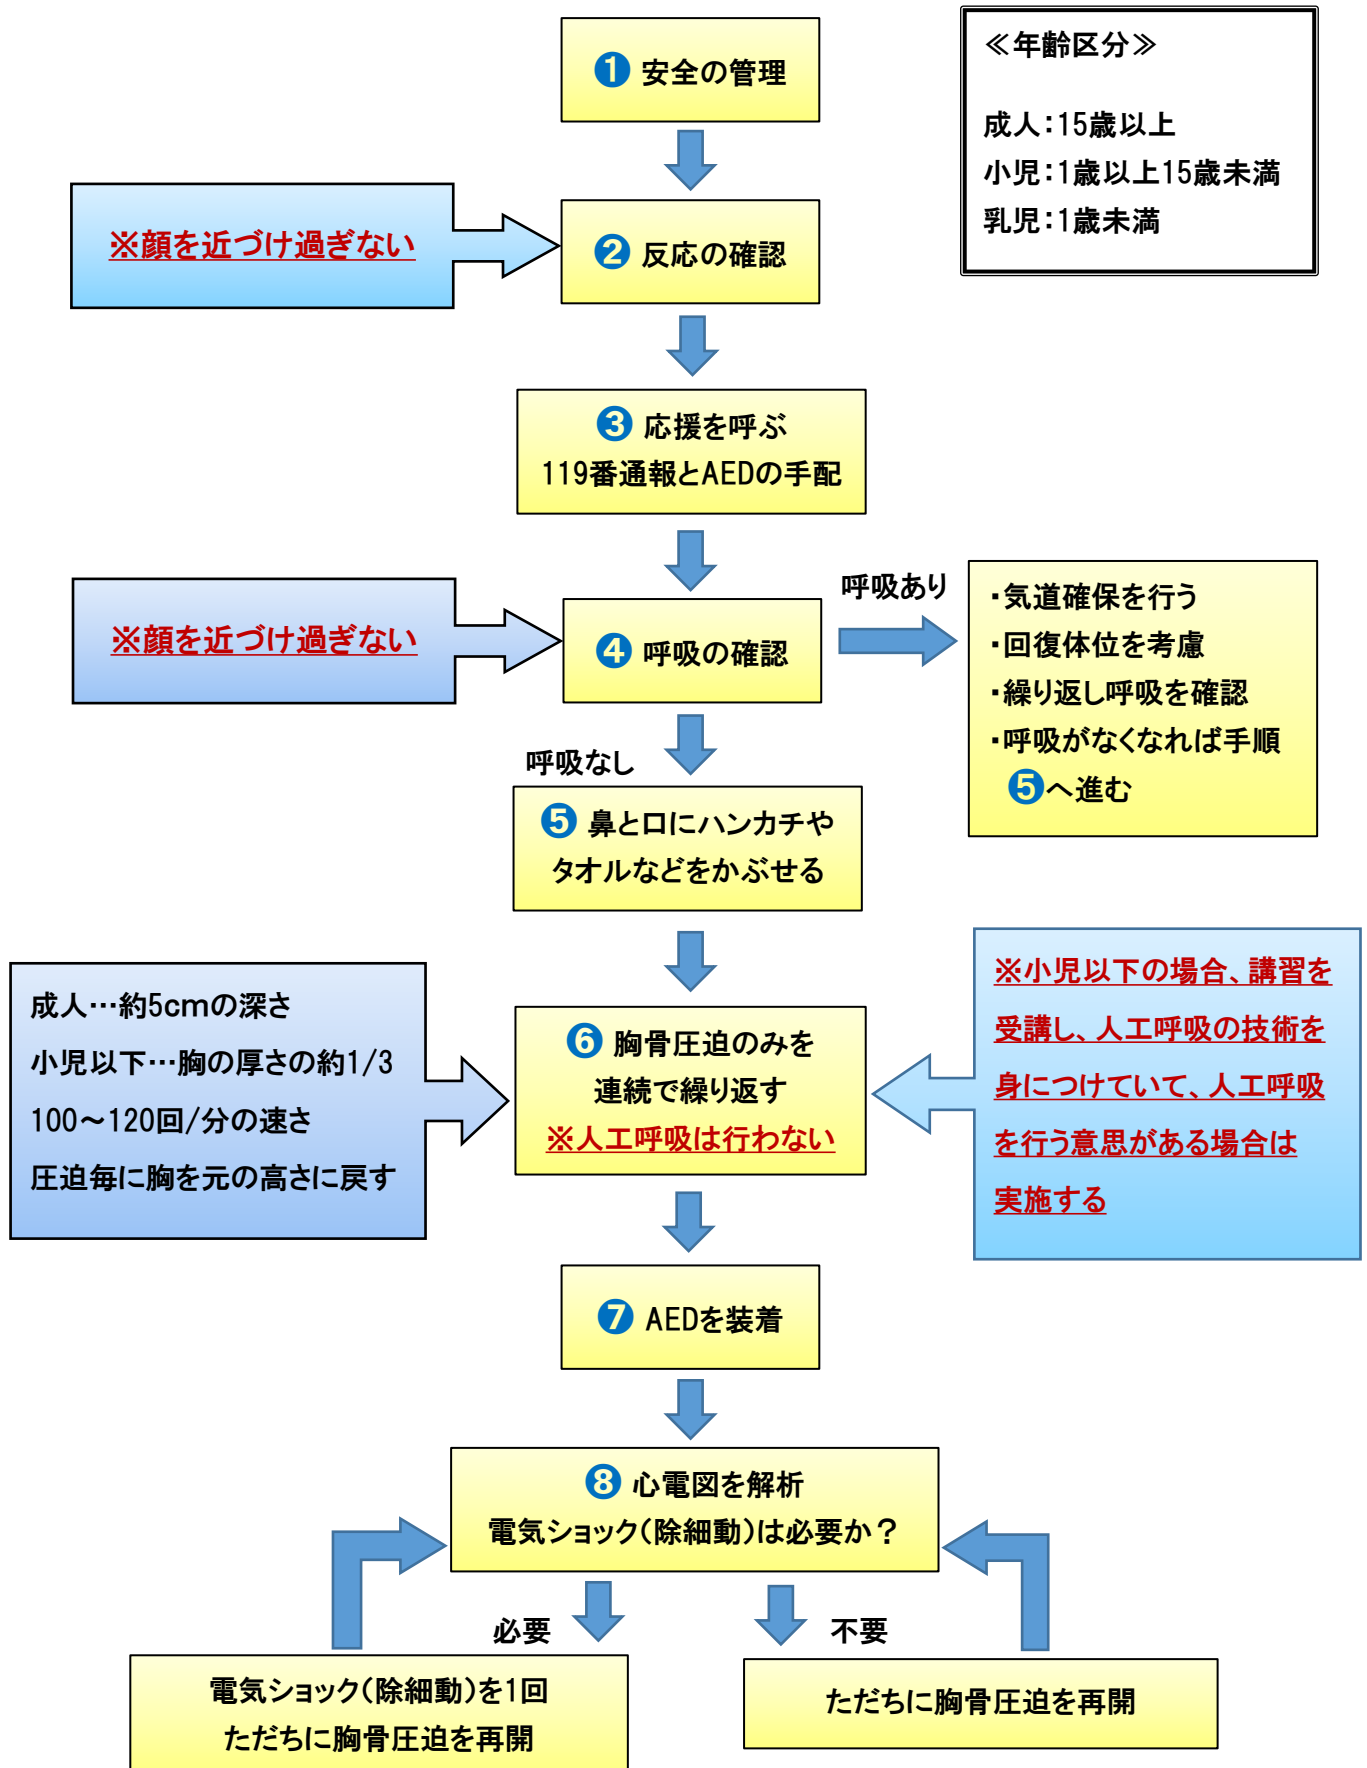 ❶ 安全の管理
≪年齢区分≫
成人：15歳以上
小児：1歳以上15歳未満
乳児：1歳未満
※顔を近づけ過ぎない
❷ 反応の確認
❸ 応援を呼ぶ
119番通報とAEDの手配
※顔を近づけ過ぎない
❹ 呼吸の確認
呼吸あり
・気道確保を行う
・回復体位を考慮
・繰り返し呼吸を確認
・呼吸がなくなれば手順
❺へ進む
呼吸なし
❺ 鼻と口にハンカチや
タオルなどをかぶせる
成人…約5cmの深さ
小児以下…胸の厚さの約1/3
100～120回/分の速さ
圧迫毎に胸を元の高さに戻す
❻ 胸骨圧迫のみを
連続で繰り返す
※人工呼吸は行わない
※小児以下の場合、講習を
受講し、人工呼吸の技術を
身につけていて、人工呼吸
を行う意思がある場合は
実施する
❼ AEDを装着
❽ 心電図を解析
電気ショック（除細動）は必要か？
必要
不要
電気ショック（除細動）を1回
ただちに胸骨圧迫を再開
ただちに胸骨圧迫を再開